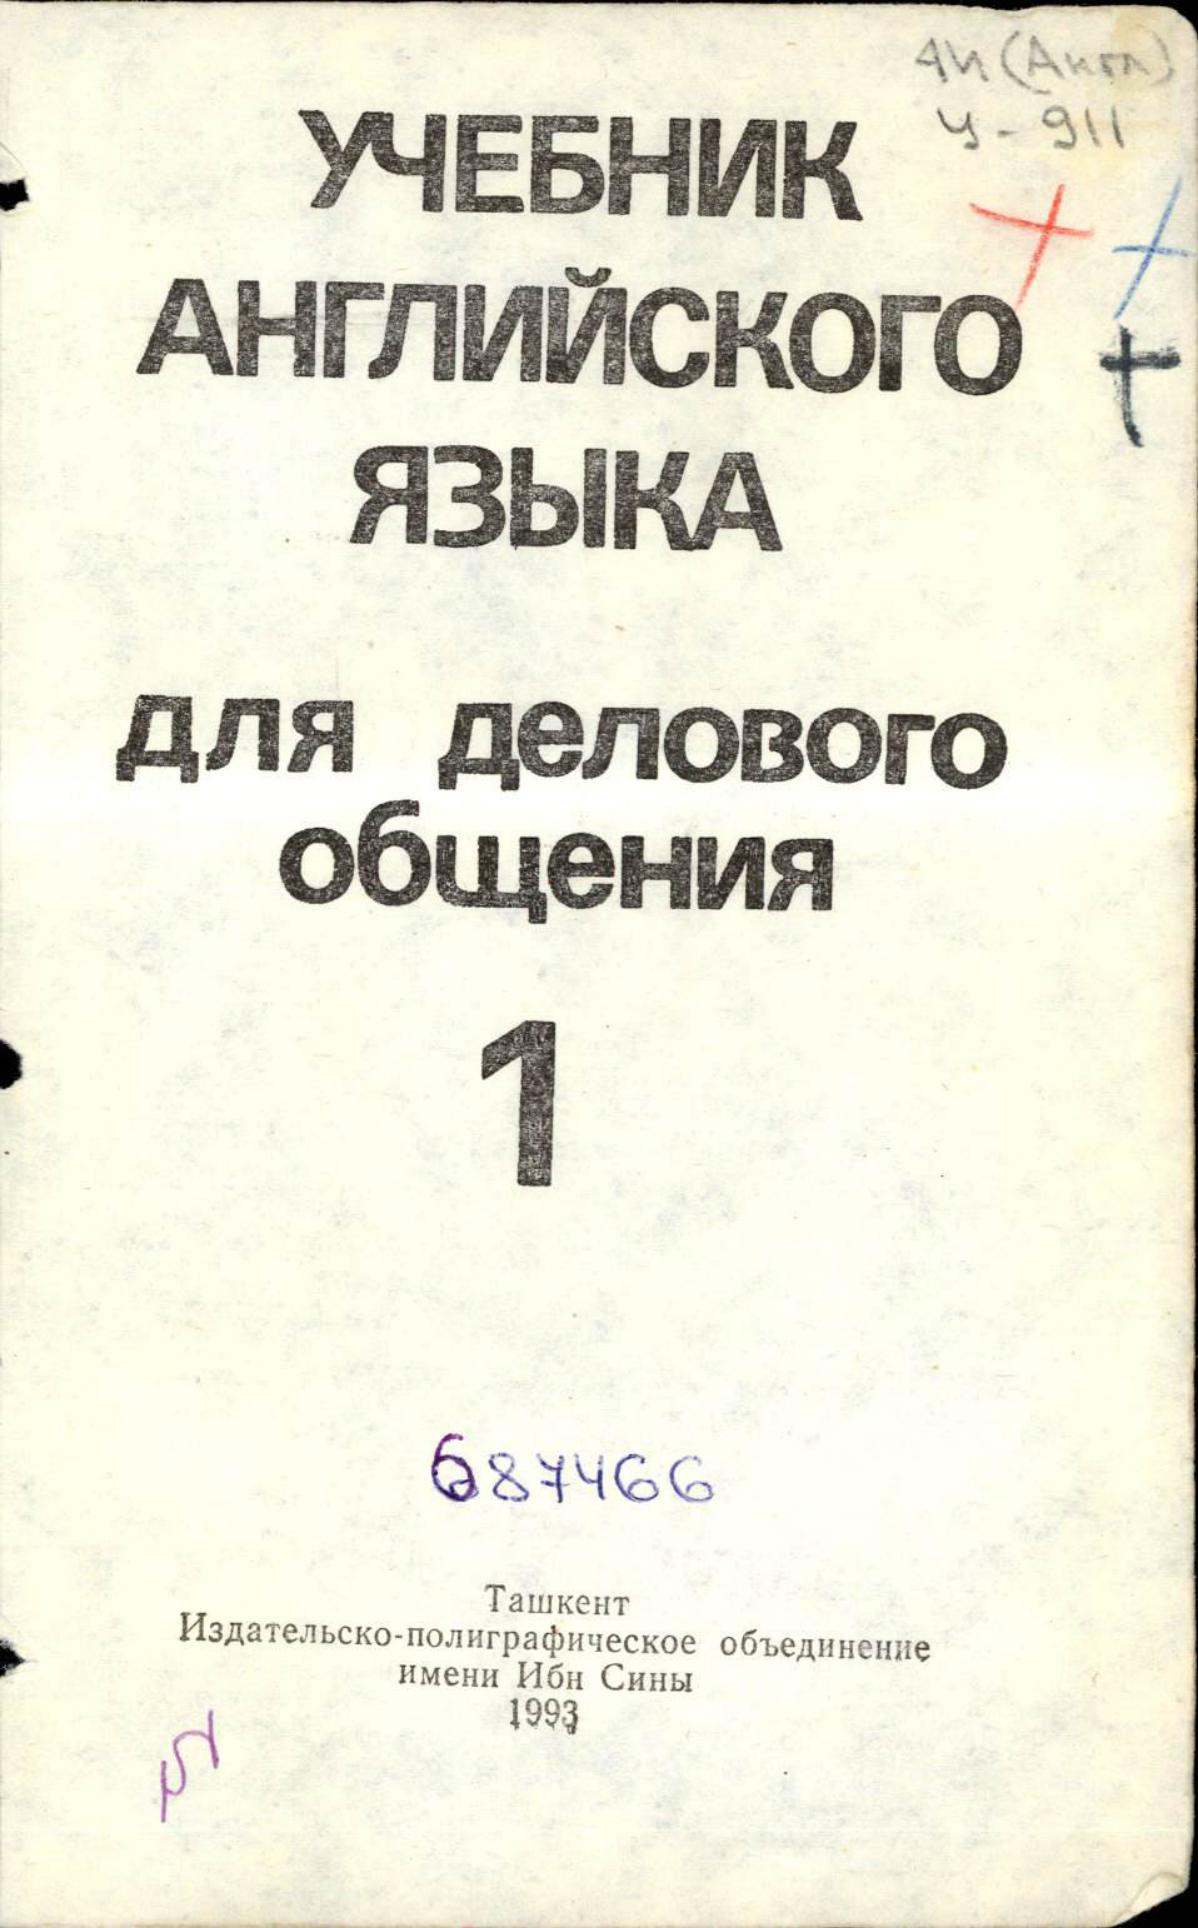 4И (Англ)
У-911
УЧЕБНИК
АНГЛИЙСКОГО
ЯЗЫКА
для делового
общения
1
687466
Ташкент
Издательско-полиграфическое объединение
имени Ибн Сины
1993